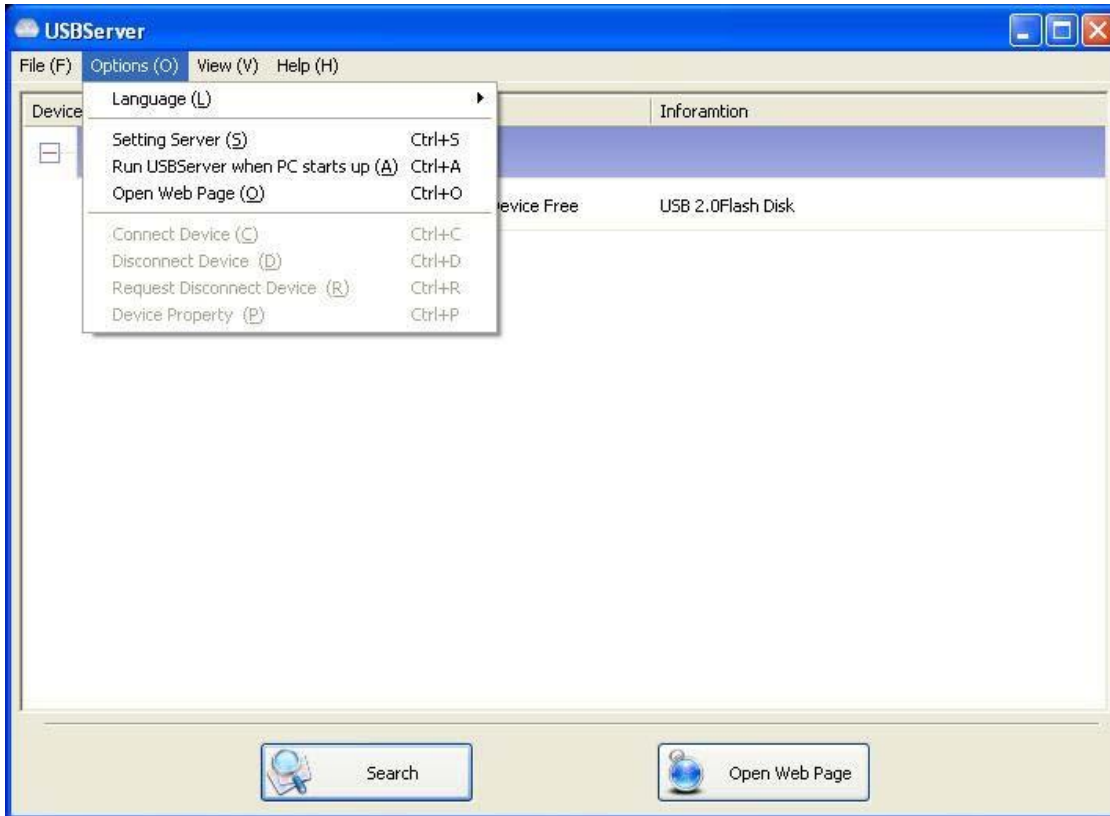 USBServer
File (F) Options (O) View (V) Help (H)
Device Inforamtion
Language (L)
Setting Server (S) Ctrl+S
Run USBServer when PC starts up (A) Ctrl+A
Open Web Page (O) Ctrl+O
evice Free USB 2.0Flash Disk
Connect Device (C) Ctrl+C
Disconnect Device (D) Ctrl+D
Request Disconnect Device (R) Ctrl+R
Device Property (P) Ctrl+P
Search Open Web Page